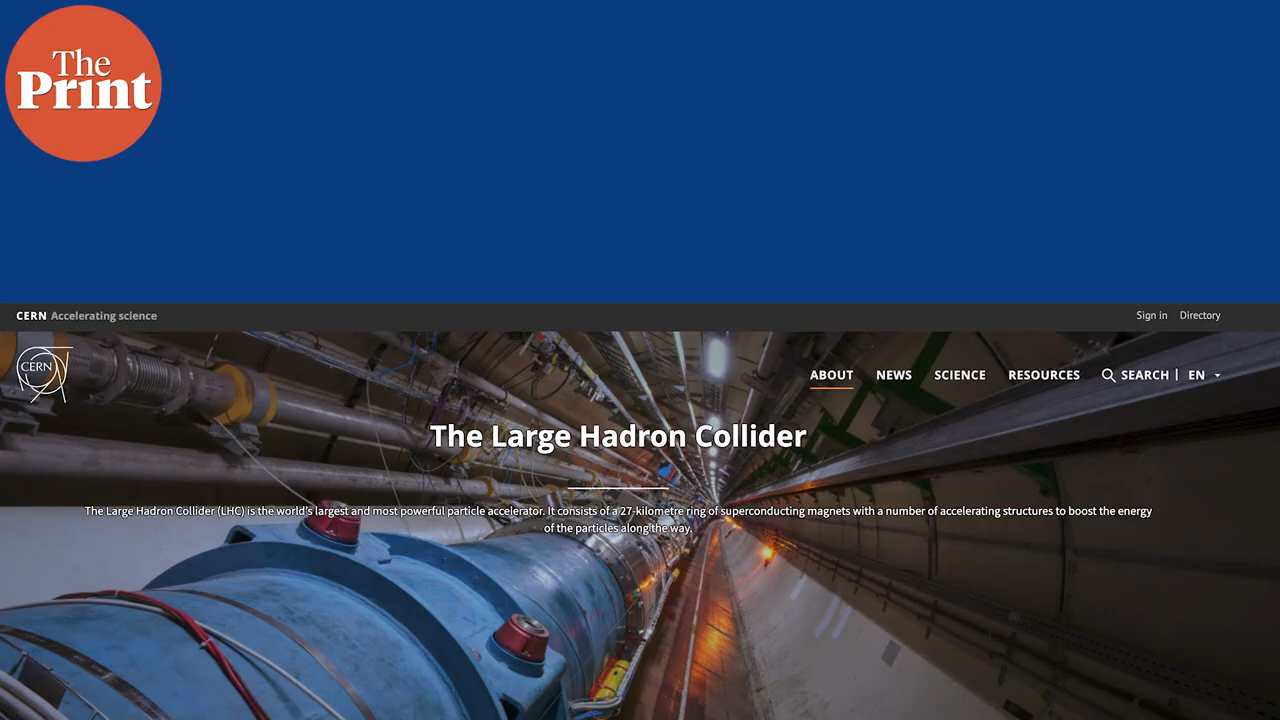 The
Print
CERN Accelerating science
Sign in Directory
CERN
ABOUT NEWS SCIENCE RESOURCES SEARCH | EN
The Large Hadron Collider
The Large Hadron Collider (LHC) is the world's largest and most powerful particle accelerator. It consists of a 27-kilometre ring of superconducting magnets with a number of accelerating structures to boost the energy
of the particles along the way.